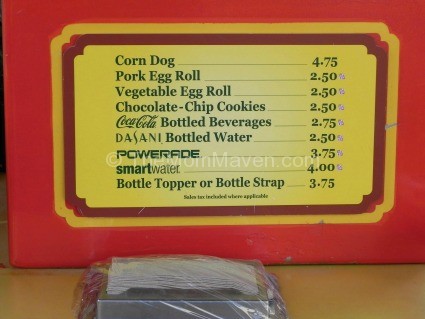 Corn Dog 4.75
Pork Egg Roll 2.50
Vegetable Egg Roll 2.50
Chocolate-Chip Cookies 2.50
Coca-Cola Bottled Beverages 2.75
DASANI Bottled Water 2.50
POWERADE 3.75
smartwater 4.00
Bottle Topper or Bottle Strap 3.75
Sales tax included where applicable